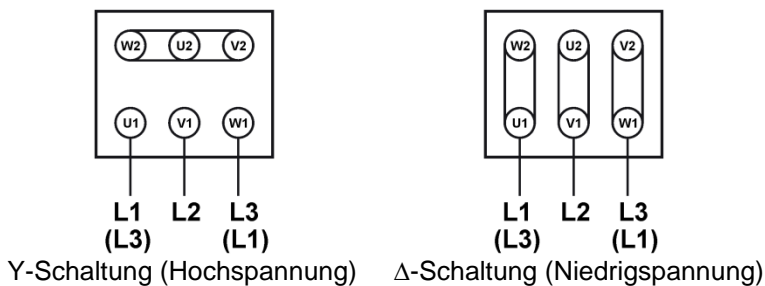 W2 U2 V2 W2 U2 V2
U1 V1 W1 U1 V1 W1
L1 L2 L3 L1 L2 L3
(L3) (L1) (L3) (L1)
Y-Schaltung (Hochspannung) Δ-Schaltung (Niedrigspannung)